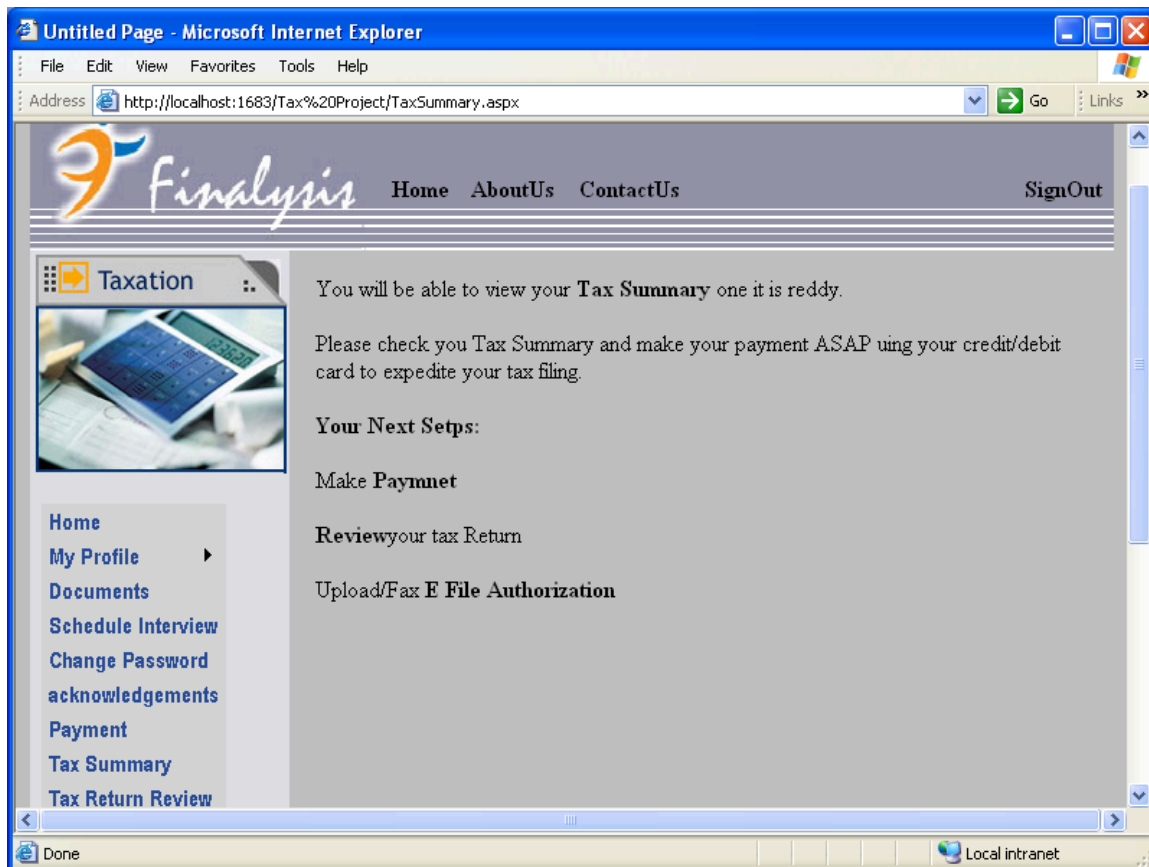 Untitled Page - Microsoft Internet Explorer
File Edit View Favorites Tools Help
Address http://localhost:1683/Tax%20Project/TaxSummary.aspx Go Links »
Finalysis Home AboutUs ContactUs SignOut
Taxation
123620
You will be able to view your Tax Summary one it is reddy.
Please check you Tax Summary and make your payment ASAP uing your credit/debit
card to expedite your tax filing.
Your Next Setps:
Make Paymnet
Reviewyour tax Return
Upload/Fax E File Authorization
Home
My Profile
Documents
Schedule Interview
Change Password
acknowledgements
Payment
Tax Summary
Tax Return Review
Done Local intranet